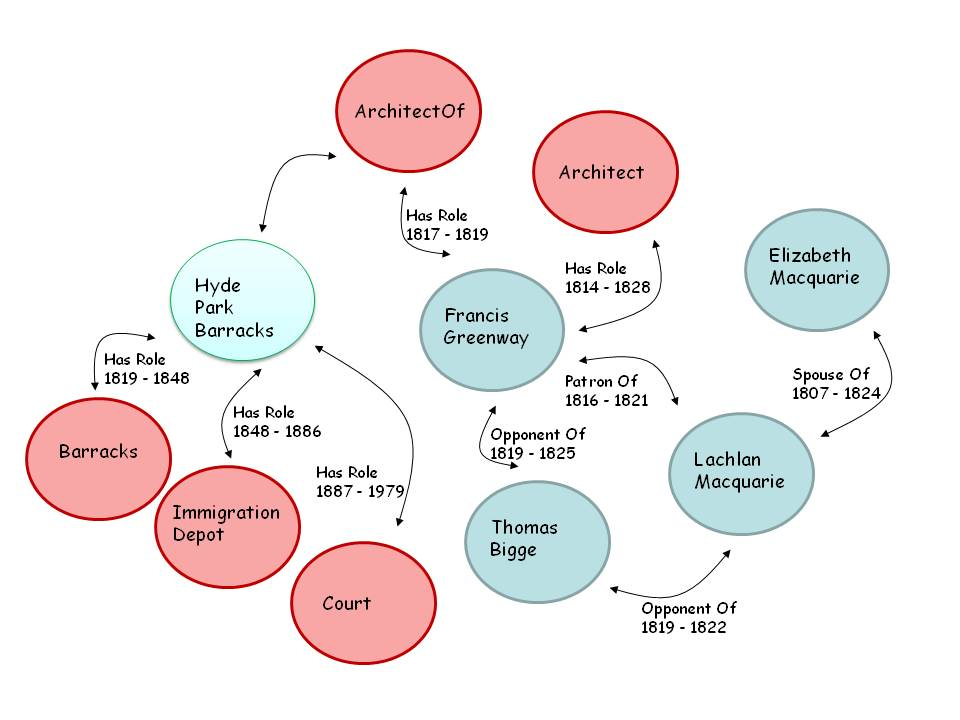 ArchitectOf
Architect
Has Role
1817 - 1819
Elizabeth
Macquarie
Has Role
1814 - 1828
Hyde
Park
Barracks
Francis
Greenway
Has Role
1819 - 1848
Patron Of
1816 - 1821
Spouse Of
1807 - 1824
Has Role
1848 - 1886
Opponent Of
1819 - 1825
Barracks
Lachlan
Macquarie
Has Role
1887 - 1979
Immigration
Depot
Thomas
Bigge
Court
Opponent Of
1819 - 1822